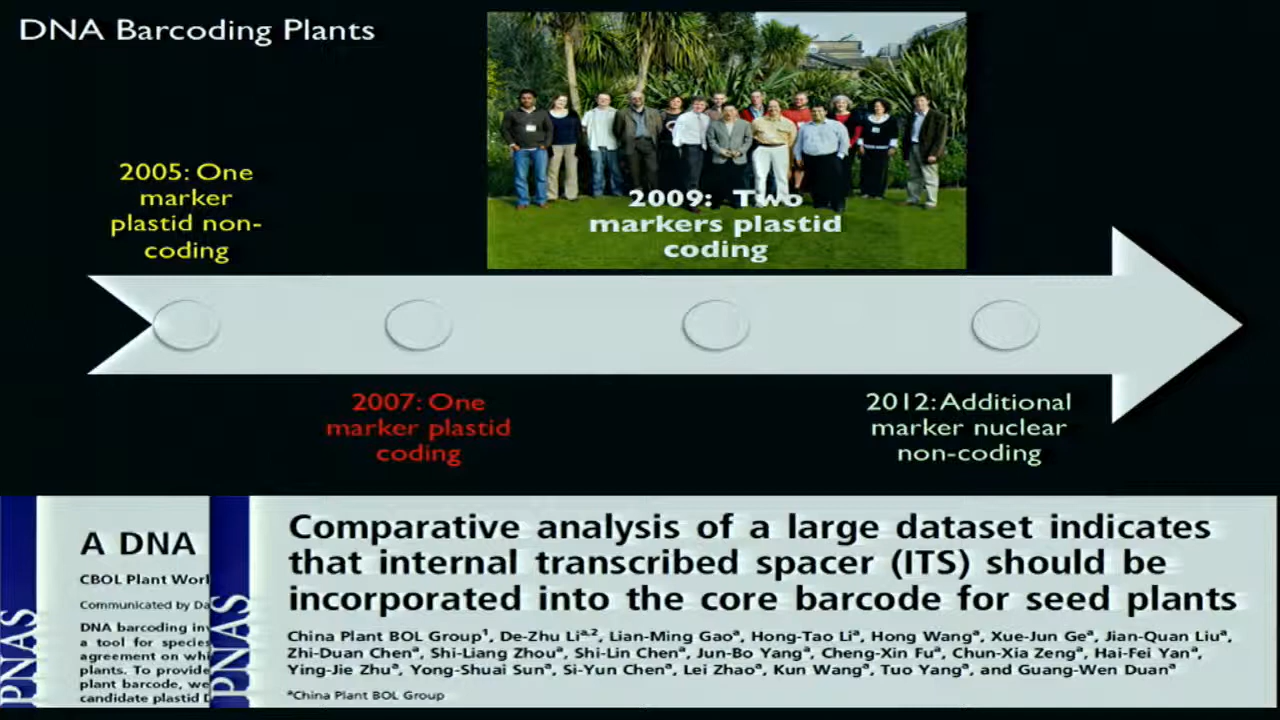 DNA Barcoding Plants
2005: One
marker
plastid non-
coding
2009: Two
markers plastid
coding
2007: One
marker plastid
coding
2012: Additional
marker nuclear
non-coding
PNAS
A DNA
CBOL Plant Worl
Communicated by Da
DNA barcoding inv
a tool for species
agreement on whi
plants. To provide
plant barcode, we
candidate plastid D
PNAS
Comparative analysis of a large dataset indicates
that internal transcribed spacer (ITS) should be
incorporated into the core barcode for seed plants
China Plant BOL Group¹, De-Zhu Liᵃ,², Lian-Ming Gaoᵃ, Hong-Tao Liᵃ, Hong Wangᵃ, Xue-Jun Geᵃ, Jian-Quan Liuᵃ,
Zhi-Duan Chenᵃ, Shi-Liang Zhouᵃ, Shi-Lin Chenᵃ, Jun-Bo Yangᵃ, Cheng-Xin Fuᵃ, Chun-Xia Zengᵃ, Hai-Fei Yanᵃ,
Ying-Jie Zhuᵃ, Yong-Shuai Sunᵃ, Si-Yun Chenᵃ, Lei Zhaoᵃ, Kun Wangᵃ, Tuo Yangᵃ, and Guang-Wen Duanᵃ
ᵃChina Plant BOL Group